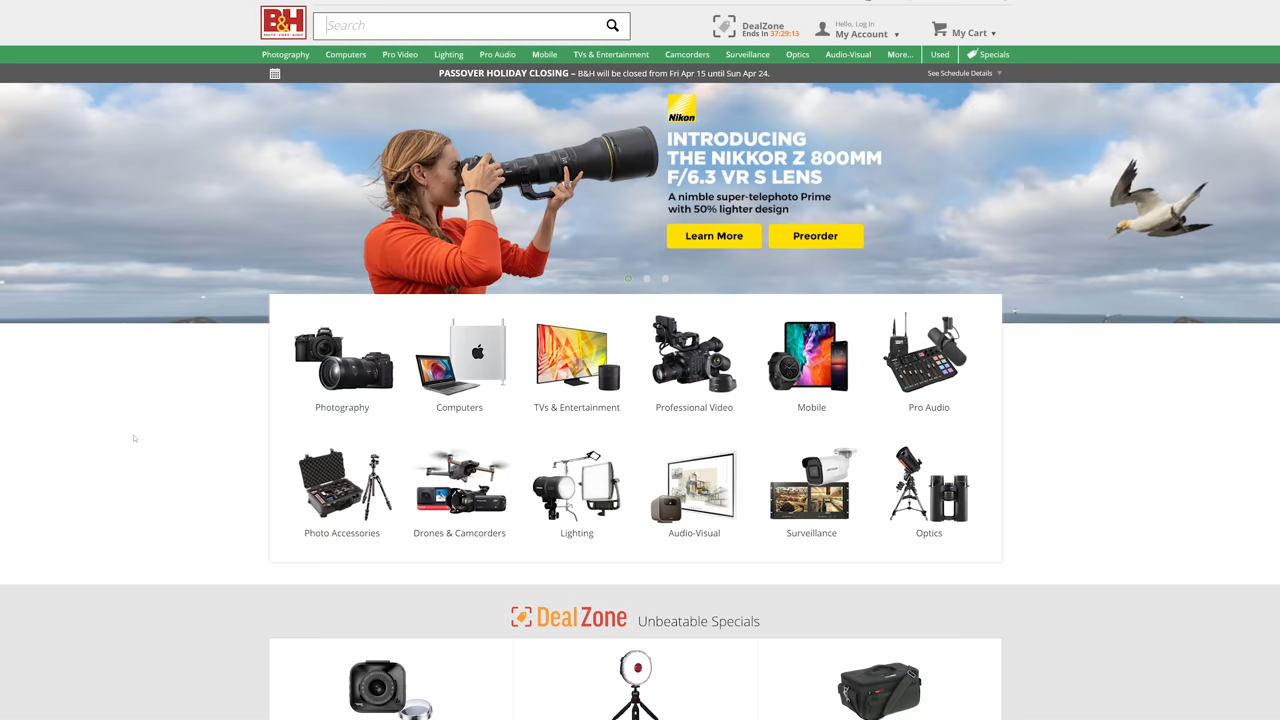 B&H
PHOTO · VIDEO · AUDIO
Search
DealZone
Ends In 37:29:13
Hello, Log In
My Account
My Cart
Photography Computers Pro Video Lighting Pro Audio Mobile TVs & Entertainment Camcorders Surveillance Optics Audio-Visual More... Used Specials
PASSOVER HOLIDAY CLOSING – B&H will be closed from Fri Apr 15 until Sun Apr 24.
See Schedule Details
Nikon
INTRODUCING
THE NIKKOR Z 800MM
F/6.3 VR S LENS
A nimble super-telephoto Prime
with 50% lighter design
Learn More Preorder
Photography Computers TVs & Entertainment Professional Video Mobile Pro Audio
Photo Accessories Drones & Camcorders Lighting Audio-Visual Surveillance Optics
DealZone Unbeatable Specials